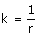 k = 1/r